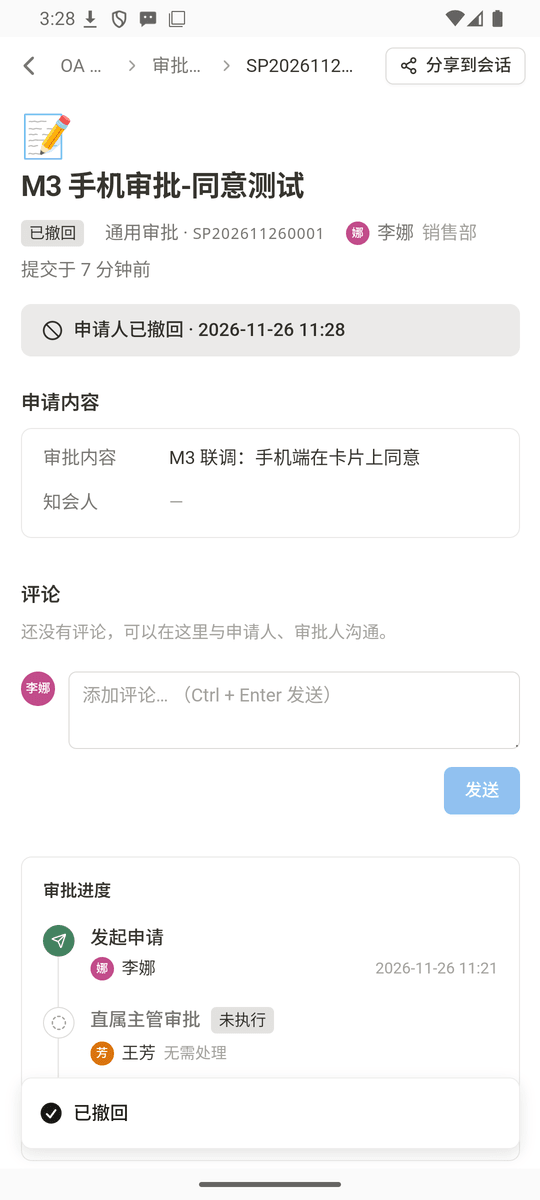 3:28
OA ...
审批...
SP2026112...
分享到会话
M3 手机审批-同意测试
已撤回 通用审批 · SP202611260001 娜 李娜 销售部
提交于 7 分钟前
申请人已撤回 · 2026-11-26 11:28
申请内容
审批内容 M3 联调：手机端在卡片上同意
知会人 —
评论
还没有评论，可以在这里与申请人、审批人沟通。
李娜 添加评论... （Ctrl + Enter 发送）
发送
审批进度
发起申请
娜 李娜 2026-11-26 11:21
直属主管审批 未执行
芳 王芳 无需处理
已撤回